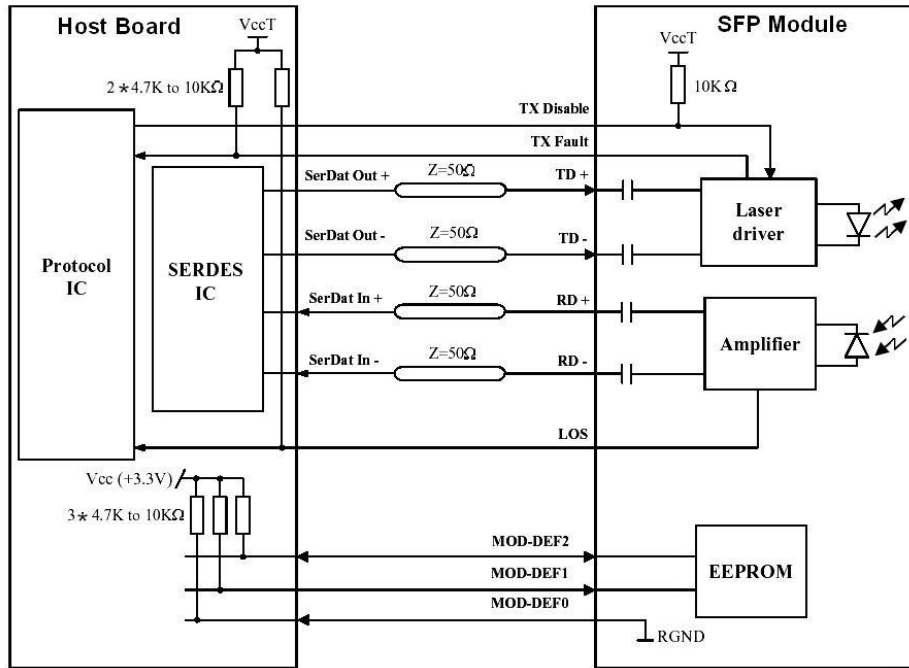 Host Board
SFP Module
VccT
VccT
2*4.7K to 10KΩ
10KΩ
TX Disable
TX Fault
SerDat Out +
Z=50Ω
TD +
SerDat Out -
Z=50Ω
TD -
Laser
driver
Protocol
IC
SERDES
IC
SerDat In +
Z=50Ω
RD +
SerDat In -
Z=50Ω
RD -
Amplifier
LOS
Vcc (+3.3V)
3*4.7K to 10KΩ
MOD-DEF2
MOD-DEF1
MOD-DEF0
EEPROM
RGND